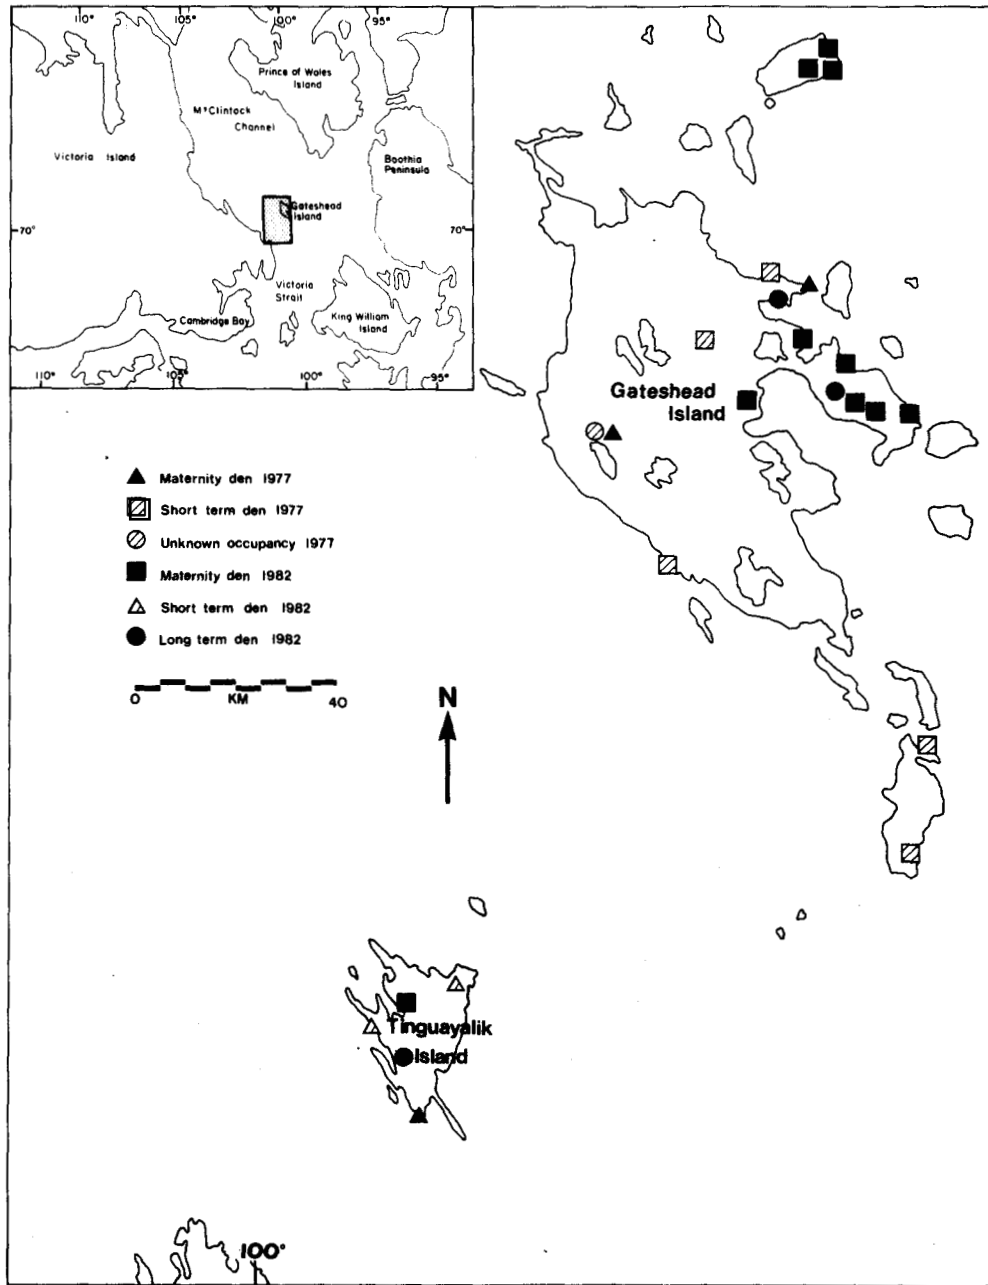 110°
105°
100°
95°
Prince of Wales
Island
McClintock
Channel
Victoria Island
Boothia
Peninsula
Gateshead
Island
70°
70°
Victoria
Strait
Cambridge Bay
King William
Island
110°
105°
100°
95°
Gateshead
Island
Maternity den 1977
Short term den 1977
Unknown occupancy 1977
Maternity den 1982
Short term den 1982
Long term den 1982
0 KM 40
N
Tinguayalik
Island
100°